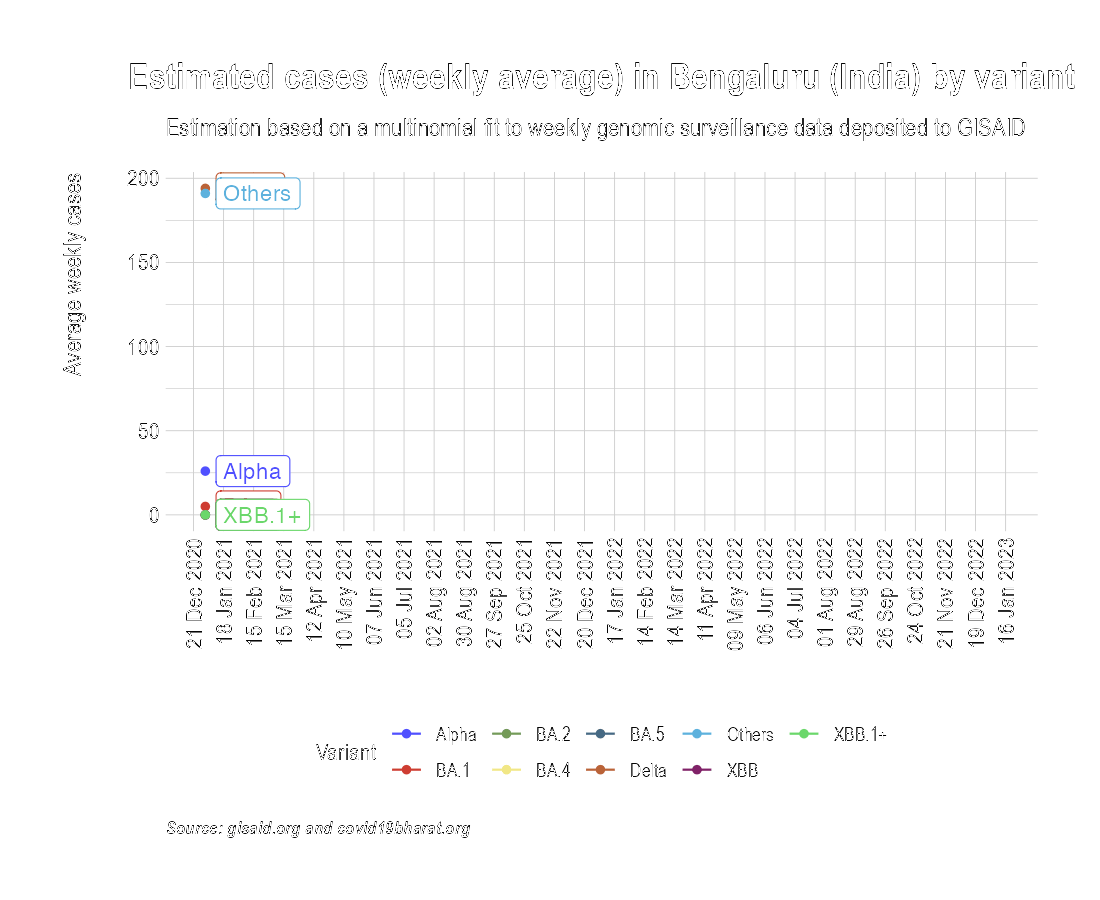 Estimated cases (weekly average) in Bengaluru (India) by variant
Estimation based on a multinomial fit to weekly genomic surveillance data deposited to GISAID
Average weekly cases
200
150
100
50
0
Others
Alpha
XBB.1+
21 Dec 2020
18 Jan 2021
15 Feb 2021
15 Mar 2021
12 Apr 2021
10 May 2021
07 Jun 2021
05 Jul 2021
02 Aug 2021
30 Aug 2021
27 Sep 2021
25 Oct 2021
22 Nov 2021
20 Dec 2021
17 Jan 2022
14 Feb 2022
14 Mar 2022
11 Apr 2022
09 May 2022
06 Jun 2022
04 Jul 2022
01 Aug 2022
29 Aug 2022
26 Sep 2022
24 Oct 2022
21 Nov 2022
19 Dec 2022
16 Jan 2023
Variant
Alpha BA.2 BA.5 Others XBB.1+
BA.1 BA.4 Delta XBB
Source: gisaid.org and covid19bharat.org